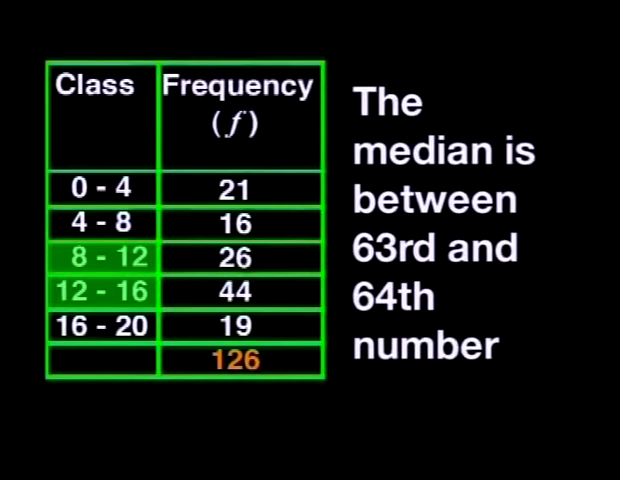 Class Frequency
(f)
0 - 4 21
4 - 8 16
8 - 12 26
12 - 16 44
16 - 20 19
126
The
median is
between
63rd and
64th
number